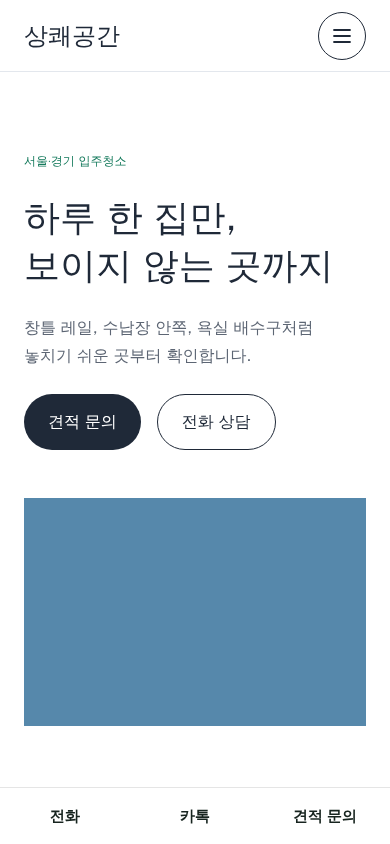 상쾌공간
서울·경기 입주청소
하루 한 집만,
보이지 않는 곳까지
창틀 레일, 수납장 안쪽, 욕실 배수구처럼
놓치기 쉬운 곳부터 확인합니다.
견적 문의
전화 상담
전화
카톡
견적 문의